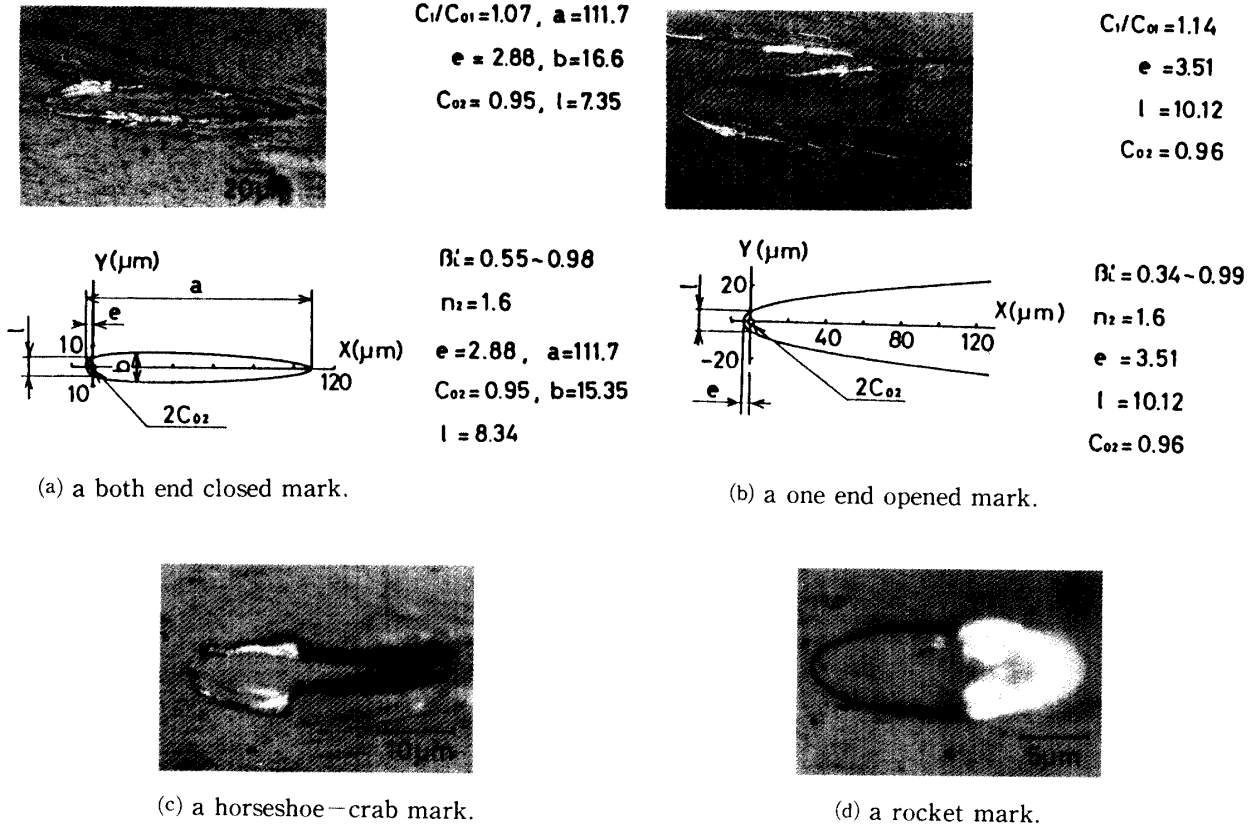 C₁/C₀₁=1.07, a=111.7
e = 2.88, b=16.6
C₀₂= 0.95, l=7.35
20μm
C₁/C₀₁=1.14
e =3.51
l =10.12
C₀₂ = 0.96
Y(μm)
a
e
l
10
b
X(μm)
10
120
2C₀₂
βi′=0.55~0.98
n₂=1.6
e =2.88, a=111.7
C₀₂=0.95, b=15.35
l = 8.34
Y(μm)
l
20
X(μm)
40
80
120
-20
e
2C₀₂
βi′=0.34~0.99
n₂=1.6
e =3.51
l =10.12
C₀₂=0.96
(a) a both end closed mark.
(b) a one end opened mark.
10μm
5μm
(c) a horseshoe−crab mark.
(d) a rocket mark.